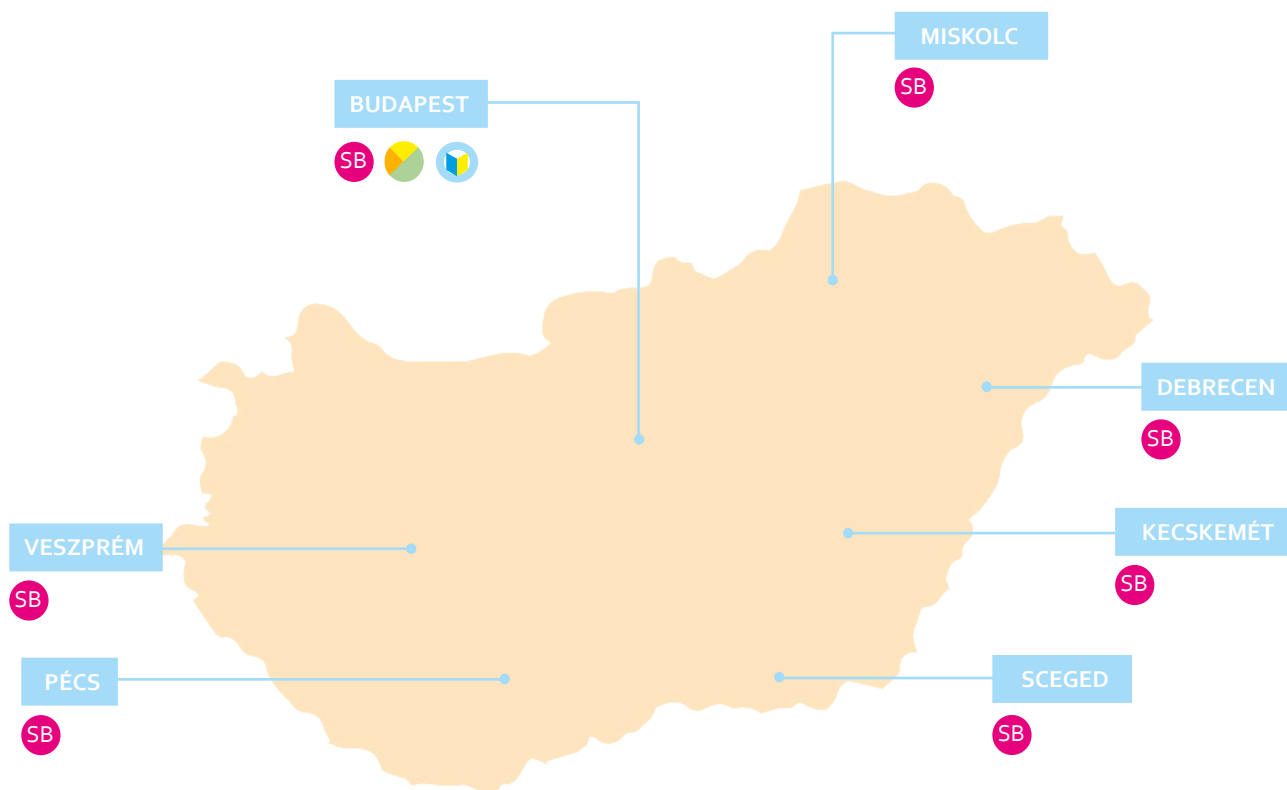 MISKOLC
SB
BUDAPEST
SB
DEBRECEN
SB
VESZPRÉM
SB
KECSKEMÉT
SB
PÉCS
SB
SCEGED
SB